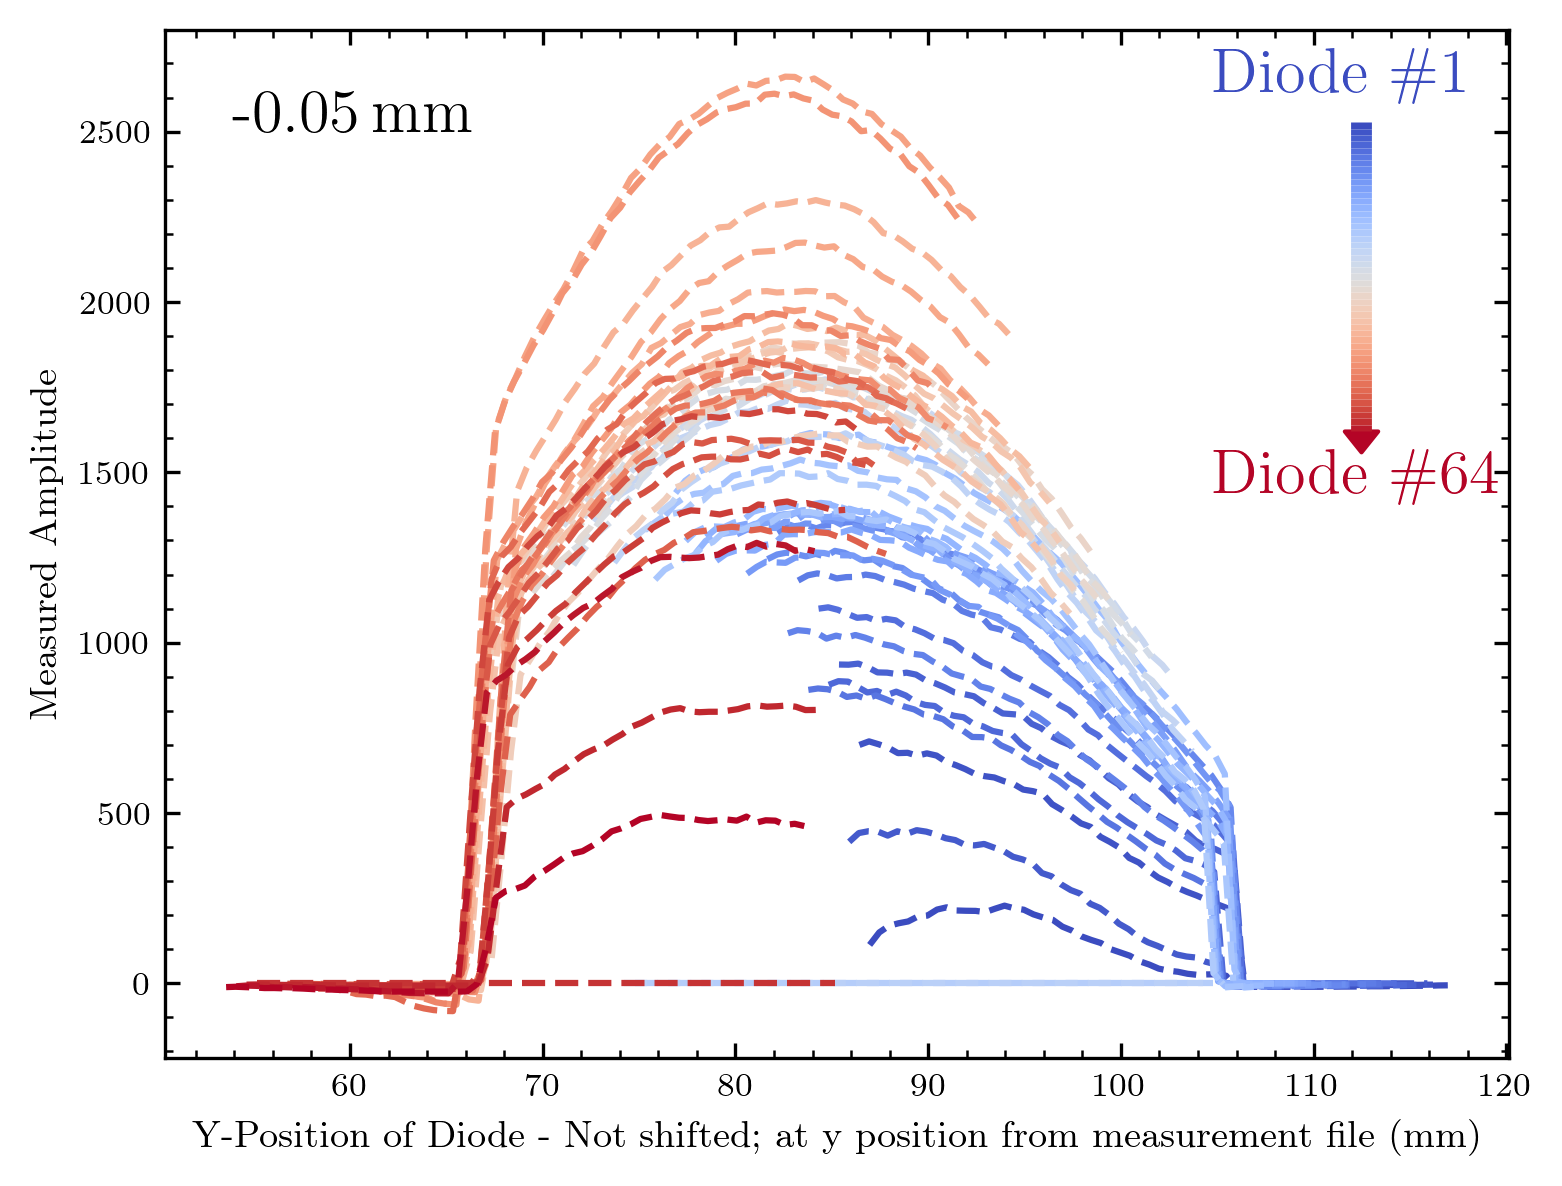 -0.05 mm
Diode #1
Diode #64
Measured Amplitude
2500
2000
1500
1000
500
0
60 70 80 90 100 110 120
Y-Position of Diode - Not shifted; at y position from measurement file (mm)